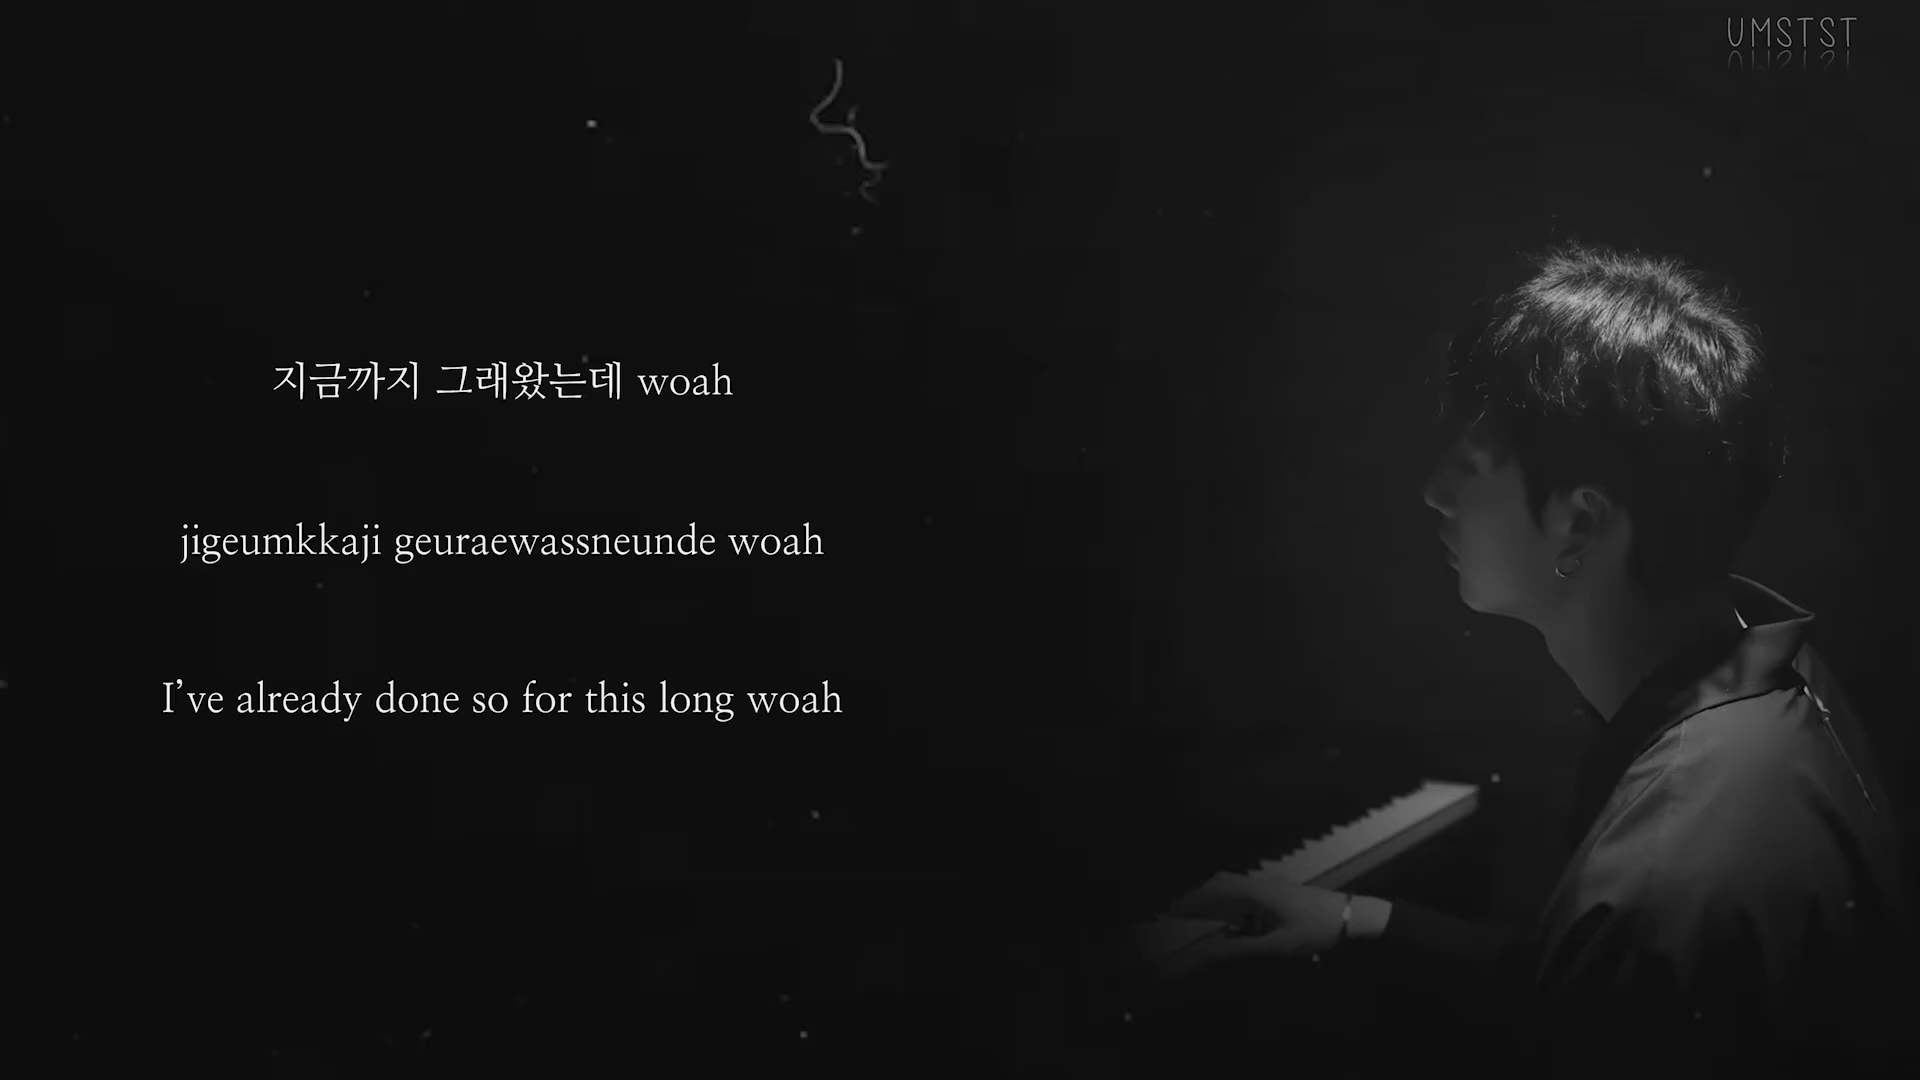 UMSTST
지금까지 그래왔는데 woah
jigeumkkaji geuraewassneunde woah
I’ve already done so for this long woah